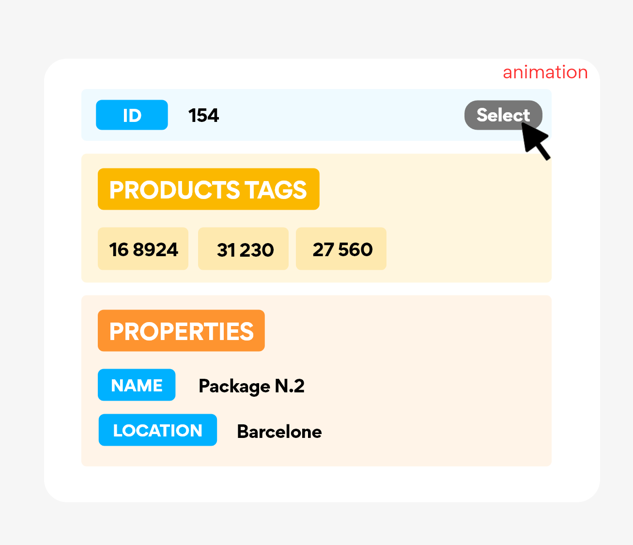 animation
ID 154 Select
PRODUCTS TAGS
16 8924 31 230 27 560
PROPERTIES
NAME Package N.2
LOCATION Barcelone